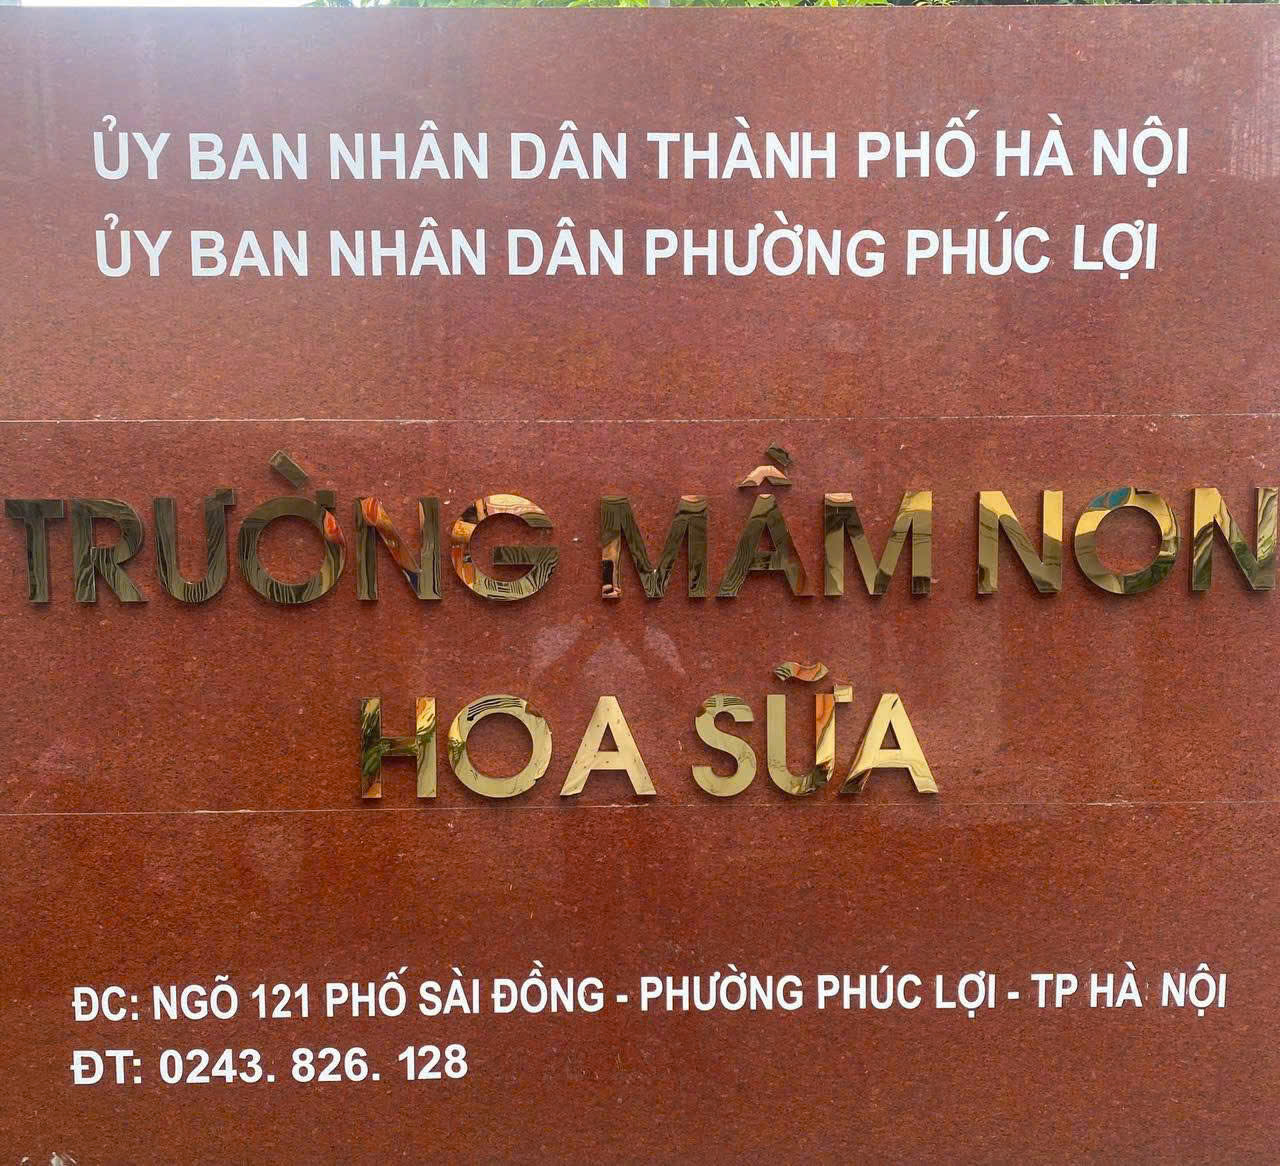 ỦY BAN NHÂN DÂN THÀNH PHỐ HÀ NỘI
ỦY BAN NHÂN DÂN PHƯỜNG PHÚC LỢI
TRƯỜNG MẦM NON
HOA SỮA
ĐC: NGÕ 121 PHỐ SÀI ĐỒNG - PHƯỜNG PHÚC LỢI - TP HÀ NỘI
ĐT: 0243. 826. 128